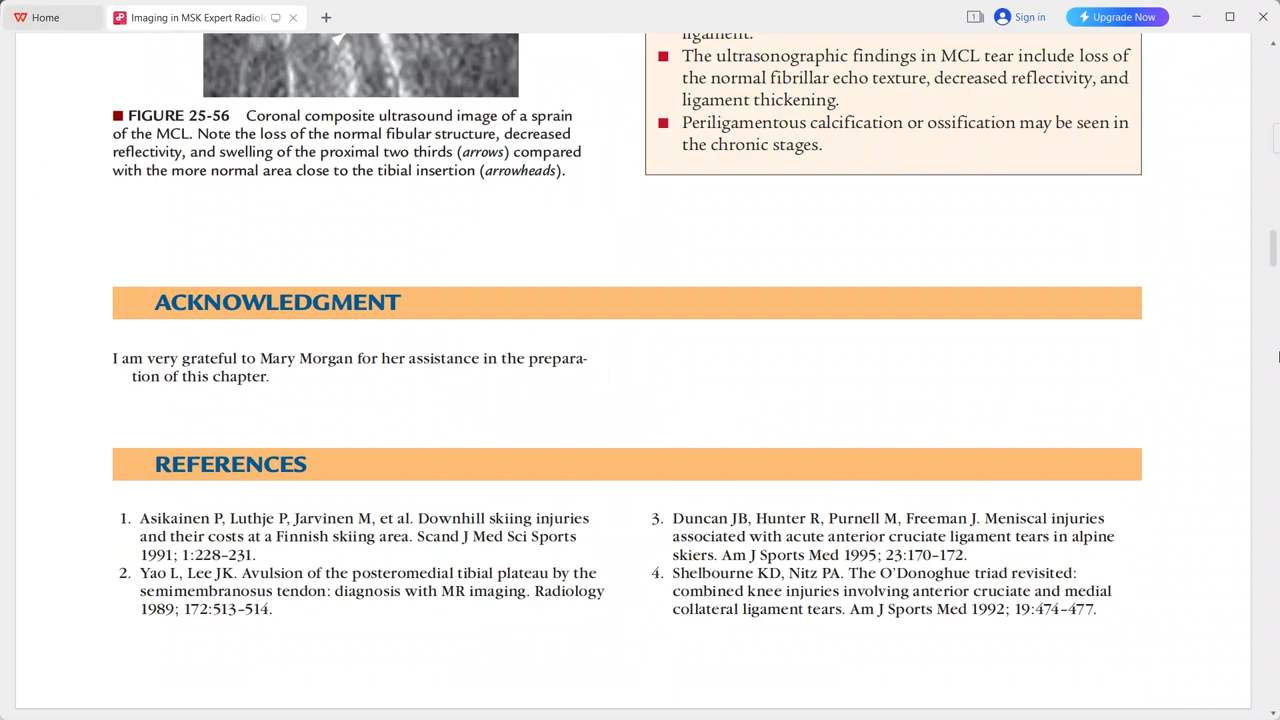 Home
Imaging in MSK Expert Radiol
1
Sign in
Upgrade Now
■ FIGURE 25-56 Coronal composite ultrasound image of a sprain
of the MCL. Note the loss of the normal fibular structure, decreased
reflectivity, and swelling of the proximal two thirds (arrows) compared
with the more normal area close to the tibial insertion (arrowheads).
ligament.
■ The ultrasonographic findings in MCL tear include loss of
the normal fibrillar echo texture, decreased reflectivity, and
ligament thickening.
■ Periligamentous calcification or ossification may be seen in
the chronic stages.
ACKNOWLEDGMENT
I am very grateful to Mary Morgan for her assistance in the prepara-
tion of this chapter.
REFERENCES
1. Asikainen P, Luthje P, Jarvinen M, et al. Downhill skiing injuries
and their costs at a Finnish skiing area. Scand J Med Sci Sports
1991; 1:228–231.
2. Yao L, Lee JK. Avulsion of the posteromedial tibial plateau by the
semimembranosus tendon: diagnosis with MR imaging. Radiology
1989; 172:513–514.
3. Duncan JB, Hunter R, Purnell M, Freeman J. Meniscal injuries
associated with acute anterior cruciate ligament tears in alpine
skiers. Am J Sports Med 1995; 23:170–172.
4. Shelbourne KD, Nitz PA. The O’Donoghue triad revisited:
combined knee injuries involving anterior cruciate and medial
collateral ligament tears. Am J Sports Med 1992; 19:474–477.